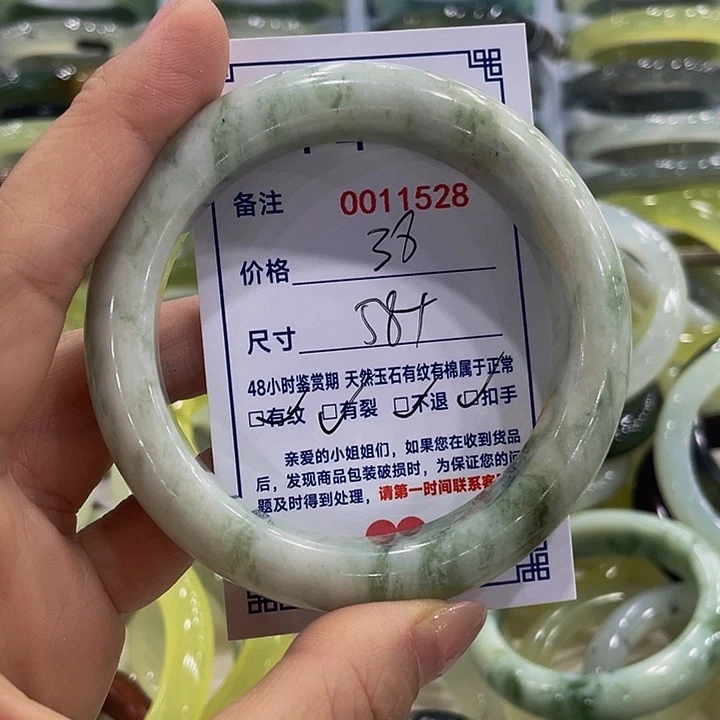 备注 0011528
价格 38
尺寸 58+
48小时鉴赏期 天然玉石有纹有棉属于正常
☑有纹 ☑有裂 ☑不退 ☑扣手
亲爱的小姐姐们，如果您在收到货品
后，发现商品包装破损时，为保证您的问
题及时得到处理，请第一时间联系客